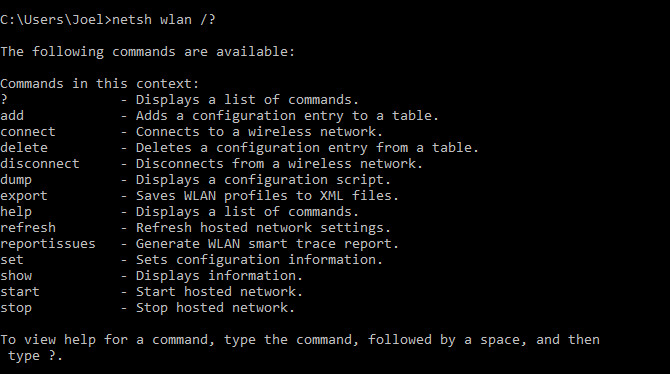 C:\Users\Joel>netsh wlan /?
The following commands are available:
Commands in this context:
? - Displays a list of commands.
add - Adds a configuration entry to a table.
connect - Connects to a wireless network.
delete - Deletes a configuration entry from a table.
disconnect - Disconnects from a wireless network.
dump - Displays a configuration script.
export - Saves WLAN profiles to XML files.
help - Displays a list of commands.
refresh - Refresh hosted network settings.
reportissues - Generate WLAN smart trace report.
set - Sets configuration information.
show - Displays information.
start - Start hosted network.
stop - Stop hosted network.
To view help for a command, type the command, followed by a space, and then
type ?.